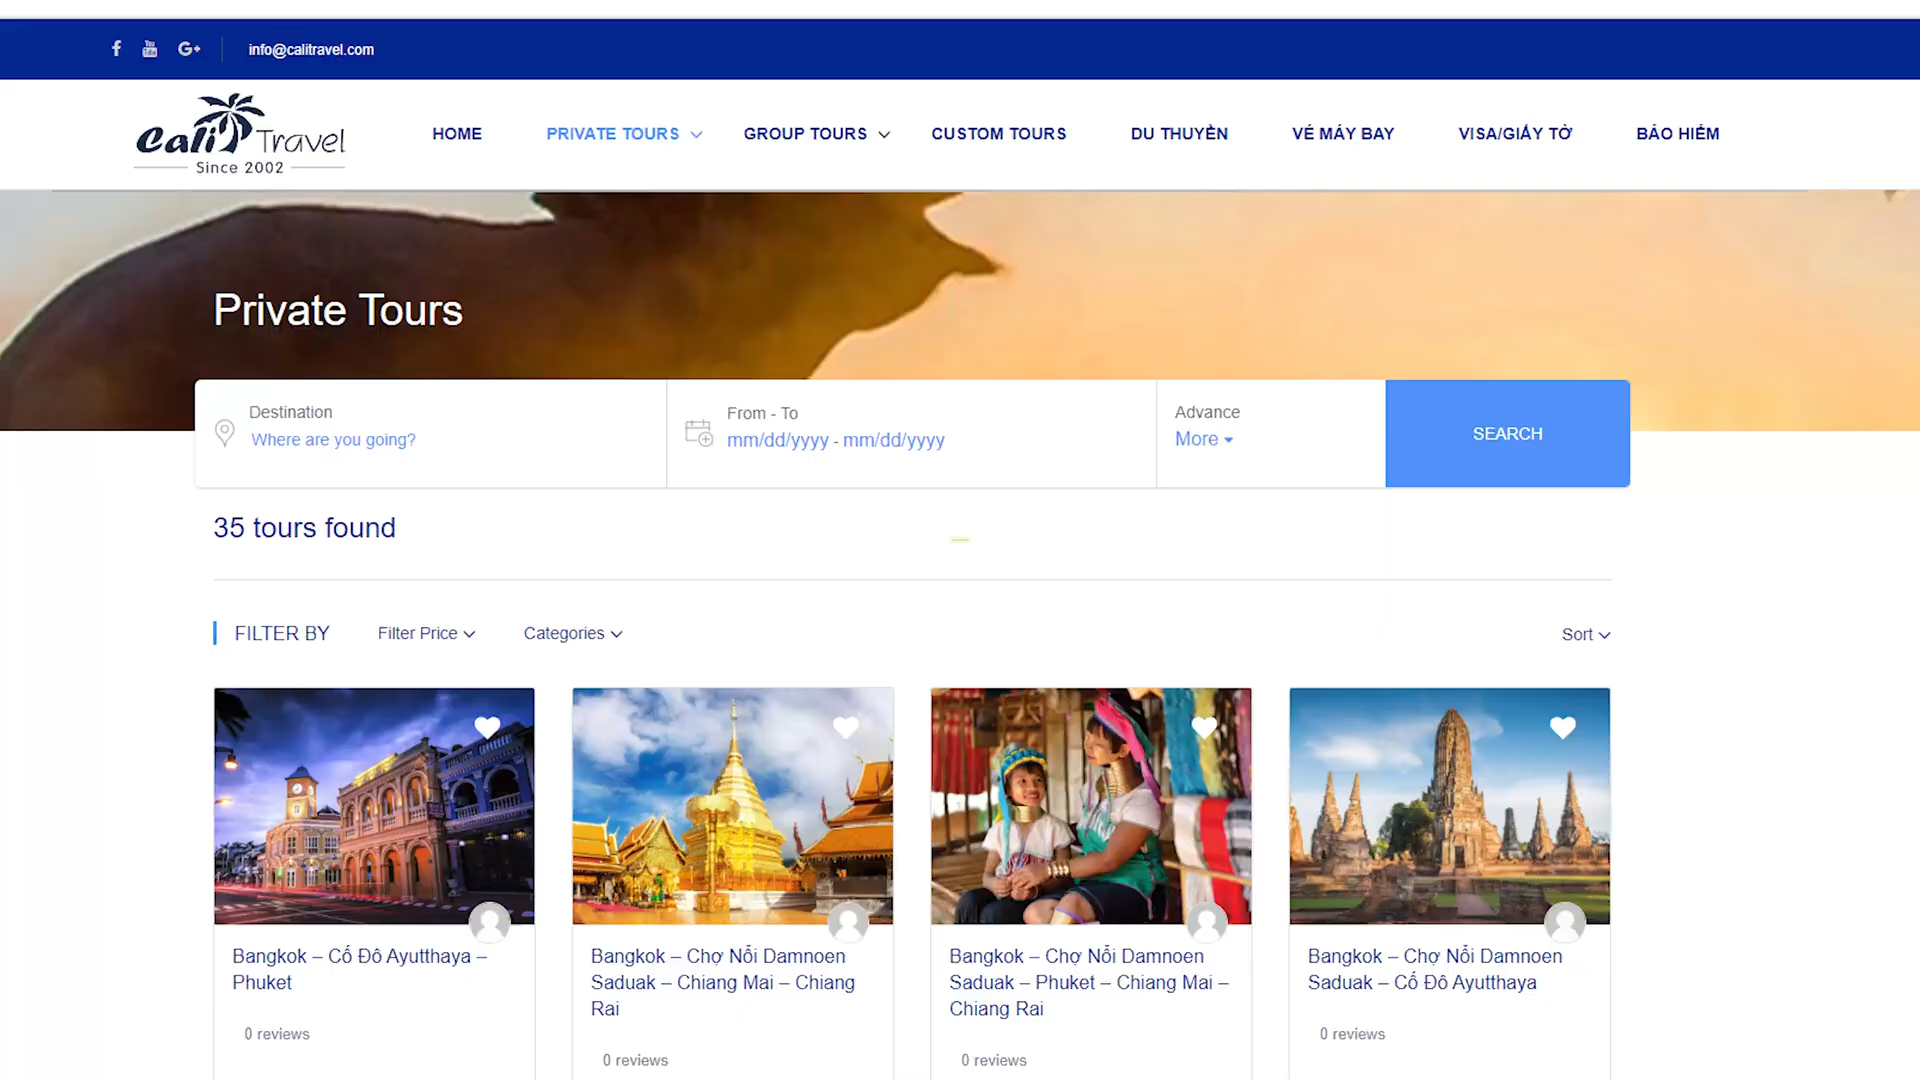 info@calitravel.com
Cali Travel
Since 2002
HOME
PRIVATE TOURS
GROUP TOURS
CUSTOM TOURS
DU THUYỀN
VÉ MÁY BAY
VISA/GIẤY TỜ
BẢO HIỂM
Private Tours
Destination
Where are you going?
From - To
mm/dd/yyyy - mm/dd/yyyy
Advance
More
SEARCH
35 tours found
FILTER BY
Filter Price
Categories
Sort
Bangkok – Cố Đô Ayutthaya –
Phuket
0 reviews
Bangkok – Chợ Nổi Damnoen
Saduak – Chiang Mai – Chiang
Rai
0 reviews
Bangkok – Chợ Nổi Damnoen
Saduak – Phuket – Chiang Mai –
Chiang Rai
0 reviews
Bangkok – Chợ Nổi Damnoen
Saduak – Cố Đô Ayutthaya
0 reviews